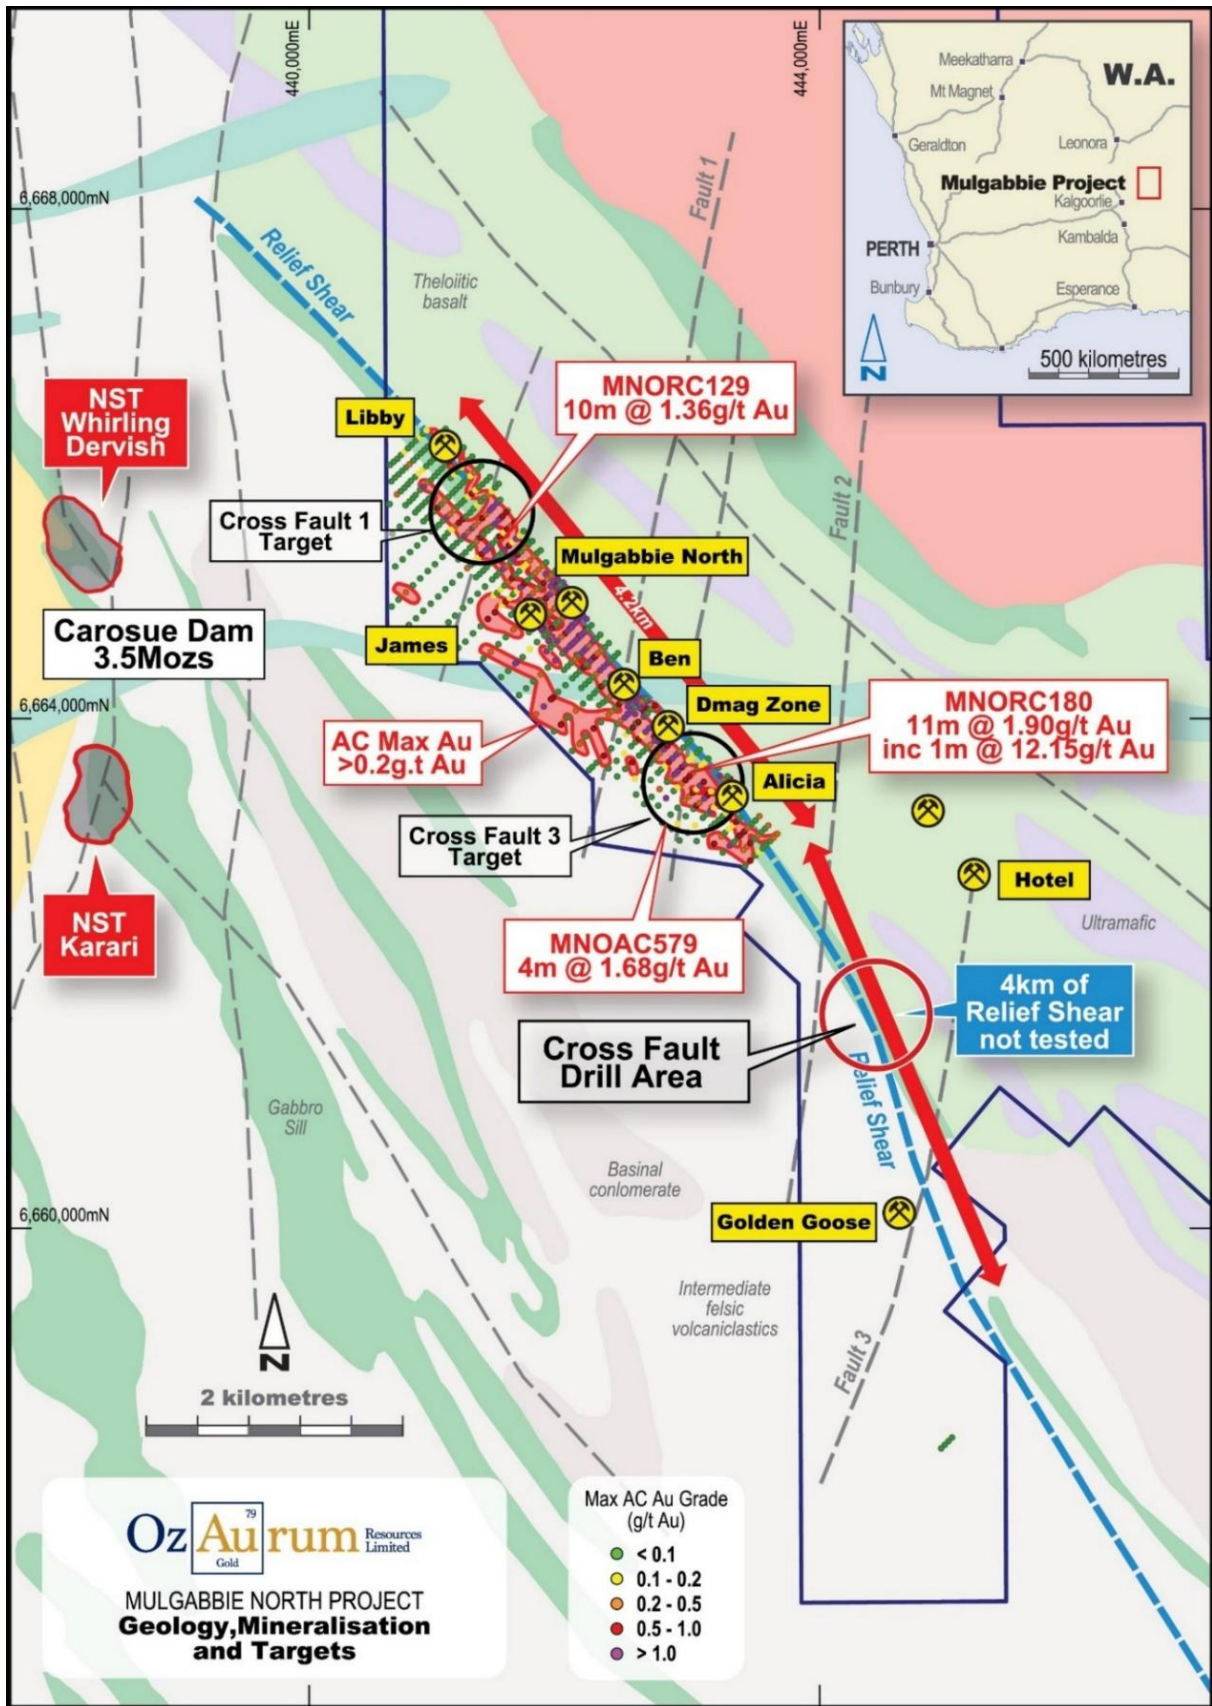 440,000mE
444,000mE
6,668,000mN
6,664,000mN
6,660,000mN
Meekatharra
W.A.
Mt Magnet
Geraldton
Leonora
Mulgabbie Project
Kalgoorlie
PERTH
Kambalda
Bunbury
Esperance
N
500 kilometres
Fault 1
Relief Shear
Theloiitic
basalt
MNORC129
10m @ 1.36g/t Au
NST
Whirling
Dervish
Libby
Fault 2
Cross Fault 1
Target
Mulgabbie North
4.2km
Carosue Dam
3.5Mozs
James
Ben
Dmag Zone
MNORC180
11m @ 1.90g/t Au
inc 1m @ 12.15g/t Au
AC Max Au
>0.2g.t Au
Alicia
Cross Fault 3
Target
Hotel
NST
Karari
Ultramafic
MNOAC579
4m @ 1.68g/t Au
4km of
Relief Shear
not tested
Cross Fault
Drill Area
Relief Shear
Gabbro
Sill
Basinal
conlomerate
Golden Goose
Intermediate
felsic
volcaniclastics
Fault 3
N
2 kilometres
OzAurum
79
Gold
Resources
Limited
MULGABBIE NORTH PROJECT
Geology,Mineralisation
and Targets
Max AC Au Grade
(g/t Au)
< 0.1
0.1 - 0.2
0.2 - 0.5
0.5 - 1.0
> 1.0